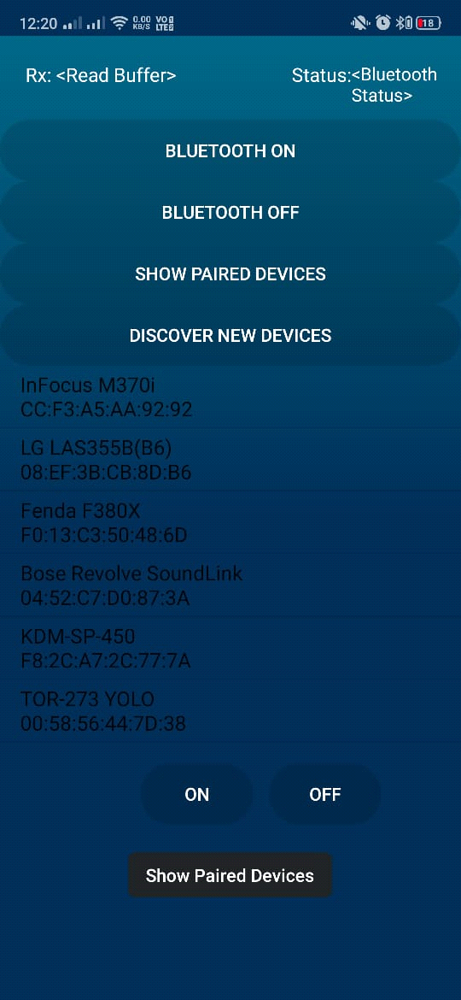 12:20 0.00 KB/S VO LTE 2 18
Rx: <Read Buffer>
Status:<Bluetooth
Status>
BLUETOOTH ON
BLUETOOTH OFF
SHOW PAIRED DEVICES
DISCOVER NEW DEVICES
InFocus M370i
CC:F3:A5:AA:92:92
LG LAS355B(B6)
08:EF:3B:CB:8D:B6
Fenda F380X
F0:13:C3:50:48:6D
Bose Revolve SoundLink
04:52:C7:D0:87:3A
KDM-SP-450
F8:2C:A7:2C:77:7A
TOR-273 YOLO
00:58:56:44:7D:38
ON
OFF
Show Paired Devices